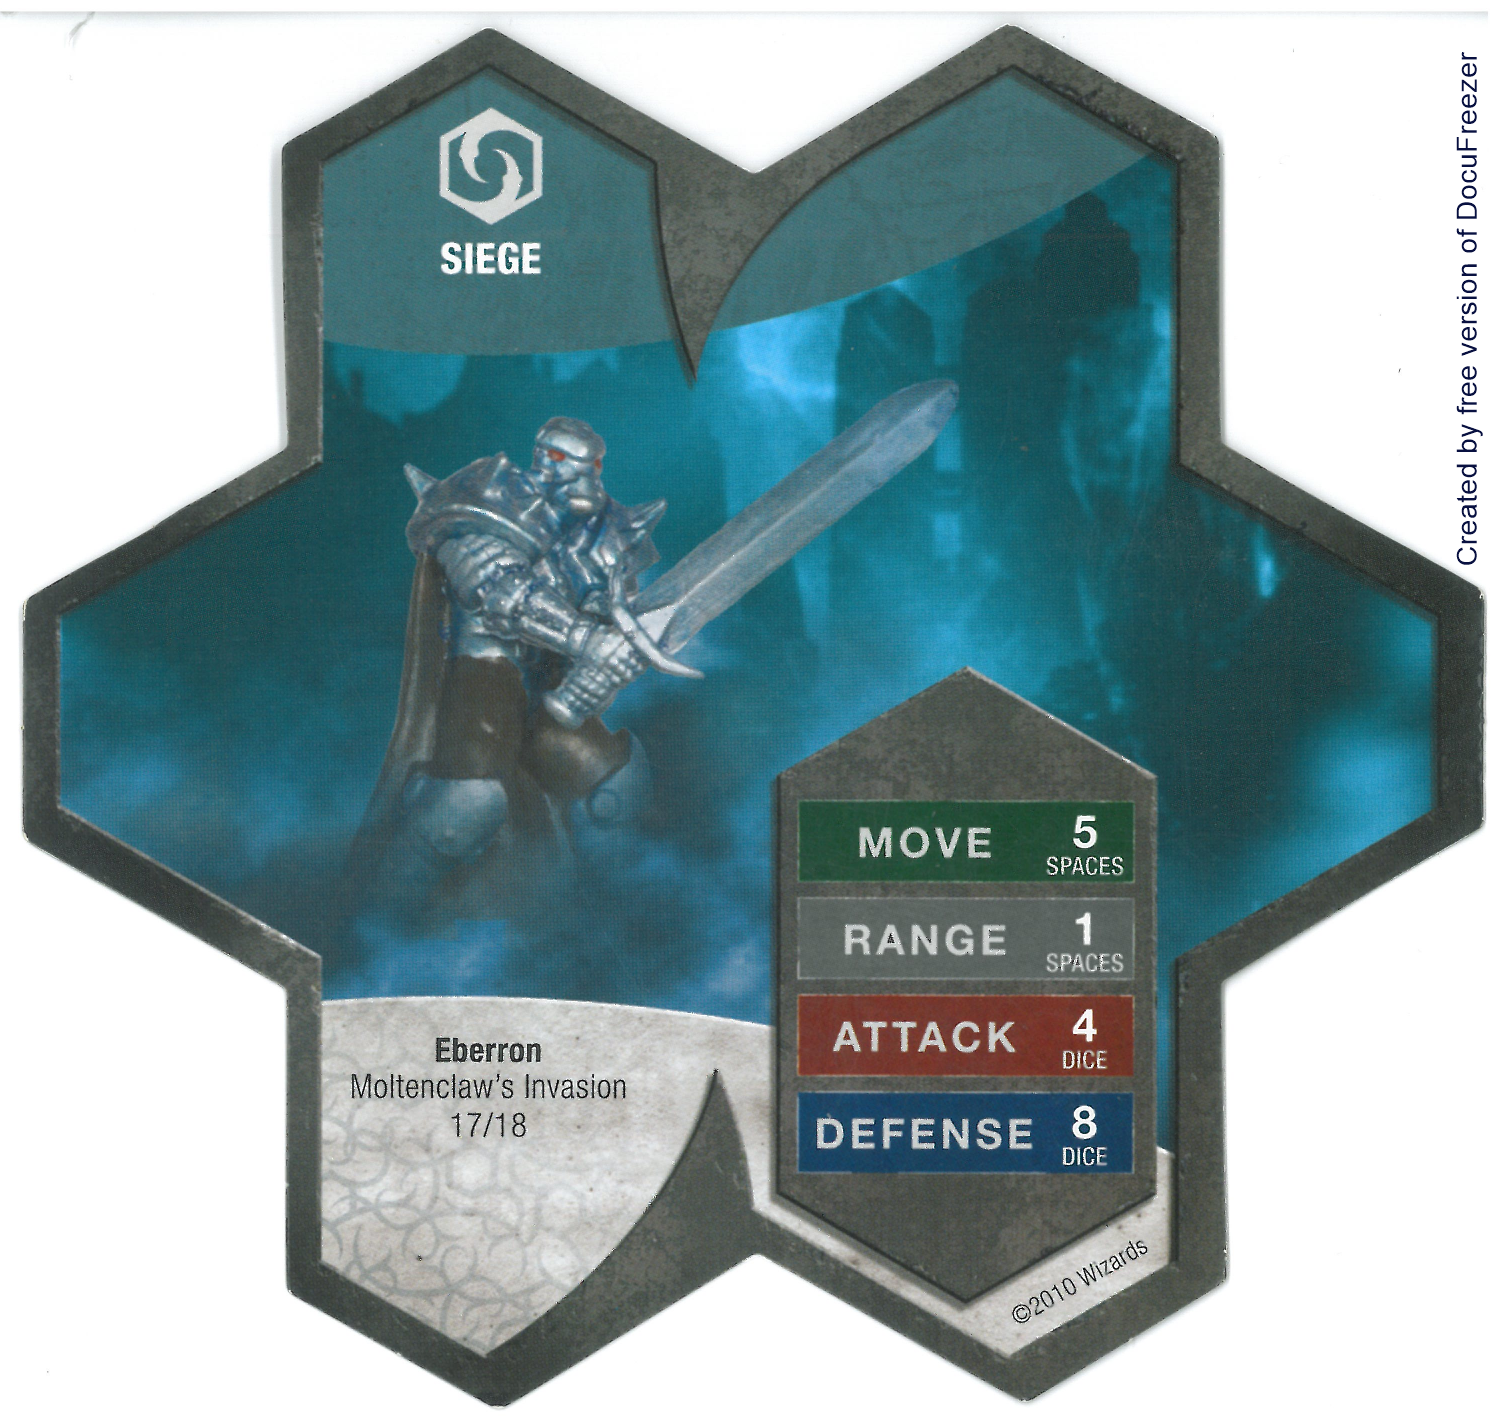 SIEGE
MOVE 5
SPACES
RANGE 1
SPACES
ATTACK 4
DICE
DEFENSE 8
DICE
Eberron
Moltenclaw's Invasion
17/18
©2010 Wizards
Created by free version of DocuFreezer